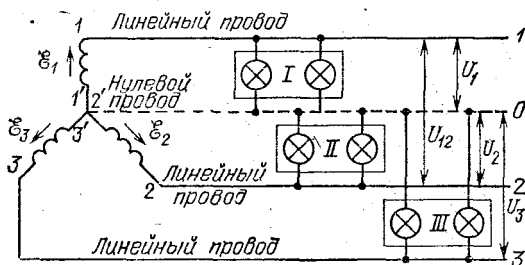 Линейный провод
1
1
ℰ₁
I
U₁
1'
2'
Нулевой
провод
0
3'
ℰ₃
ℰ₂
II
U₁₂
U₂
3
2
Линейный
провод
2
U₃
III
Линейный провод
3